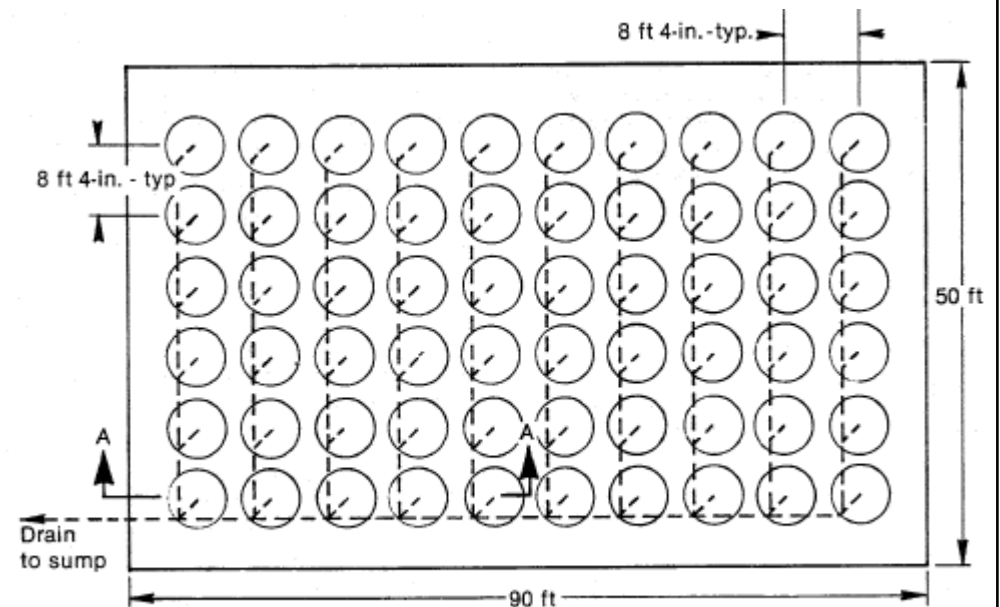 8 ft 4-in.-typ.
8 ft 4-in. - typ
50 ft
A
A
Drain
to sump
90 ft